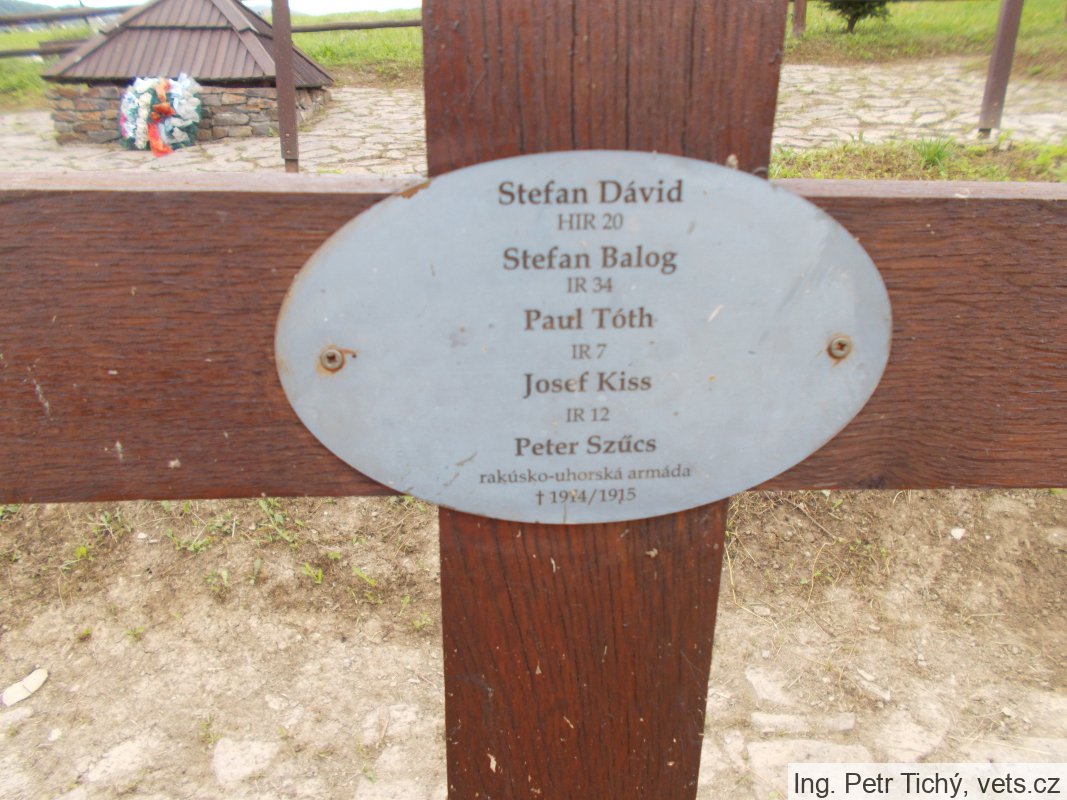 Stefan Dávid
HIR 20
Stefan Balog
IR 34
Paul Tóth
IR 7
Josef Kiss
IR 12
Peter Szűcs
rakúsko-uhorská armáda
† 1914/1915
Ing. Petr Tichý, vets.cz